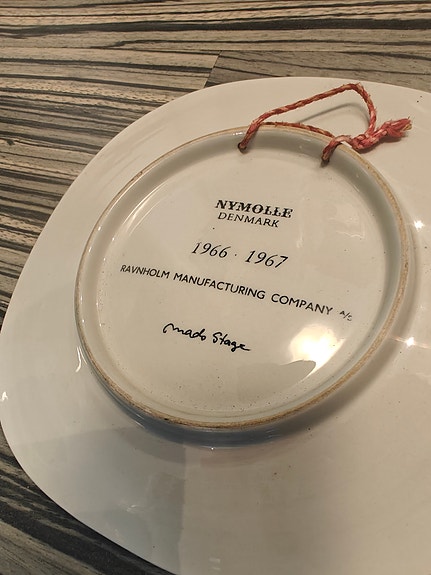 NYMOLLE
DENMARK
1966 · 1967
RAVNHOLM MANUFACTURING COMPANY A/S
Mads Stage